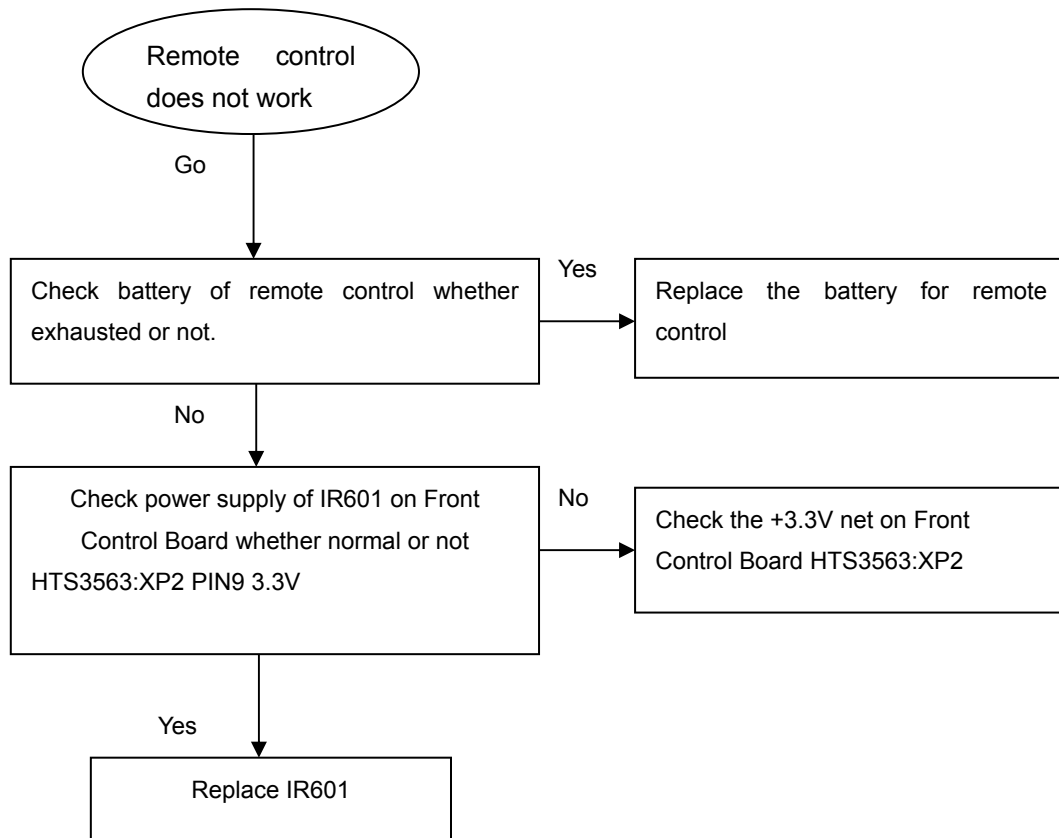 Remote control
does not work
Go
Check battery of remote control whether
exhausted or not.
Yes
Replace the battery for remote
control
No
Check power supply of IR601 on Front
Control Board whether normal or not
HTS3563:XP2 PIN9 3.3V
No
Check the +3.3V net on Front
Control Board HTS3563:XP2
Yes
Replace IR601